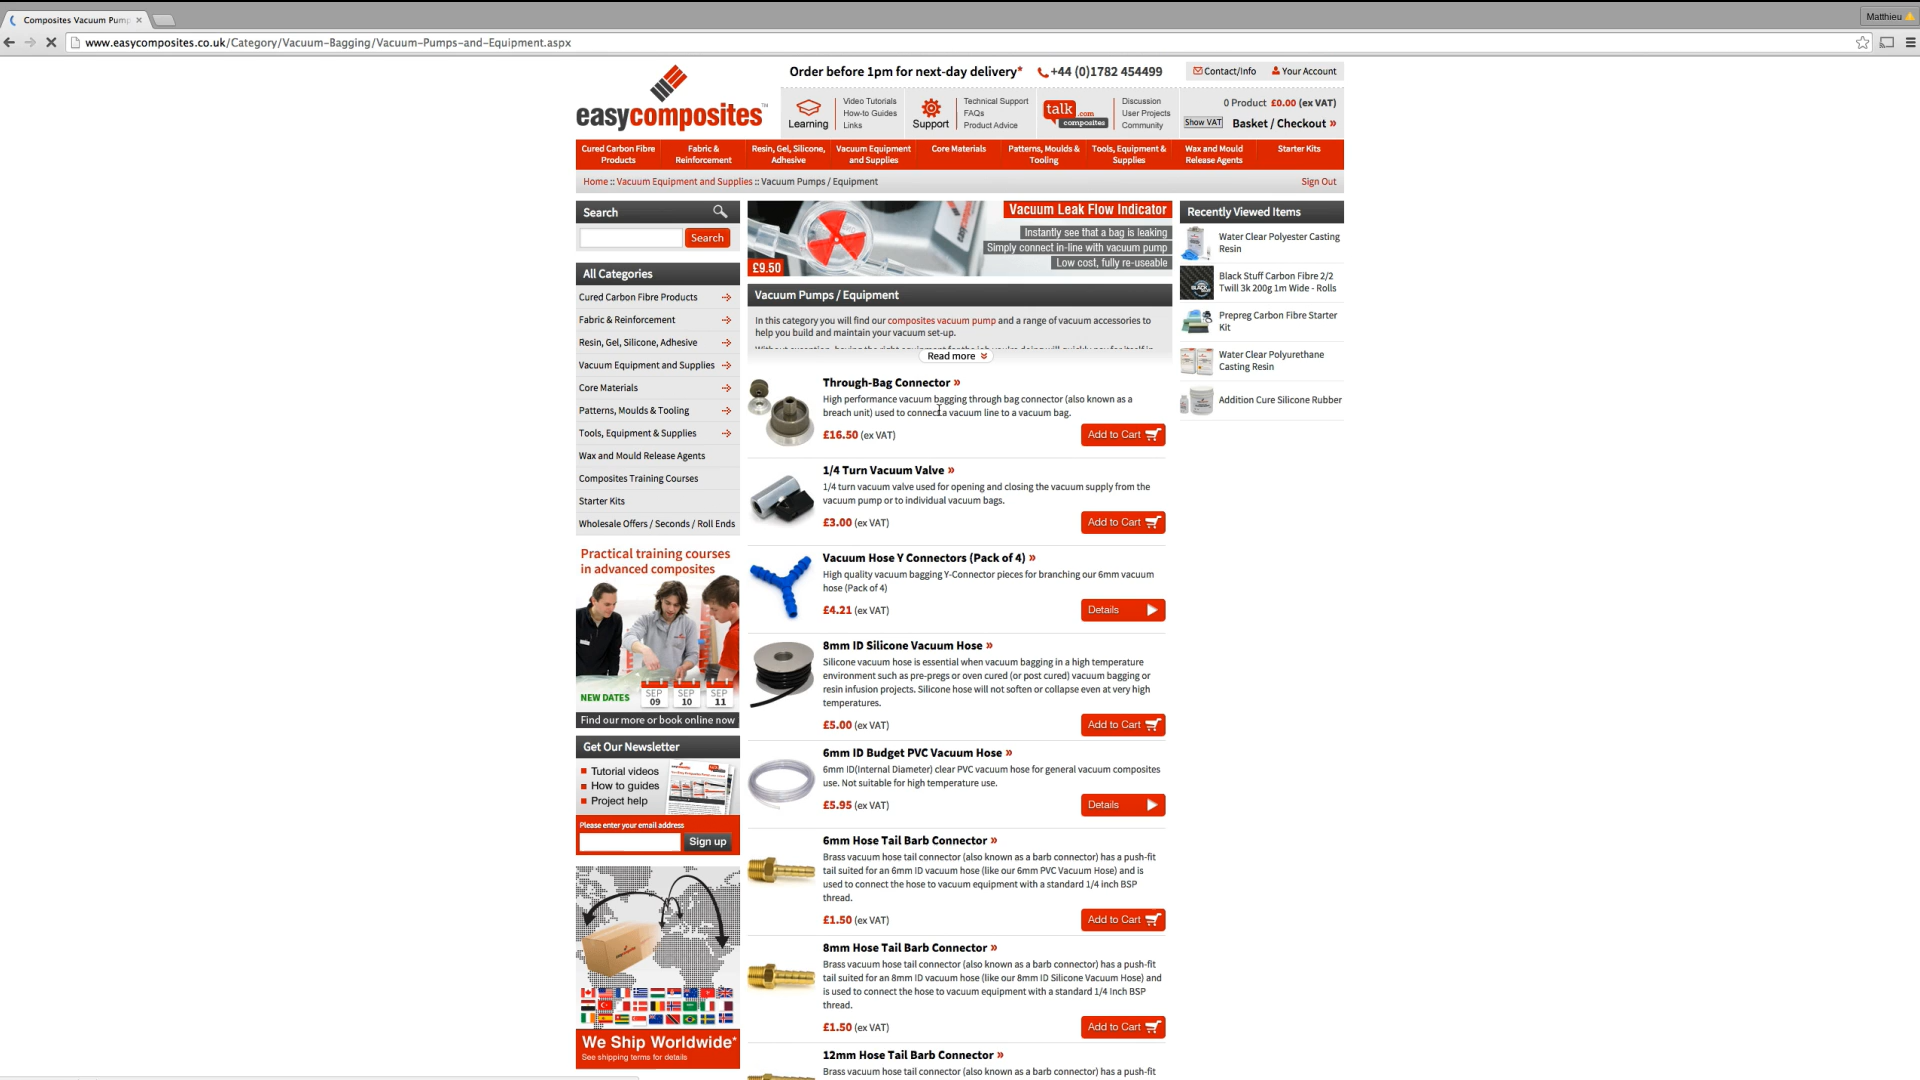 Composites Vacuum Pump
Matthieu
www.easycomposites.co.uk/Category/Vacuum-Bagging/Vacuum-Pumps-and-Equipment.aspx
easycomposites™
Order before 1pm for next-day delivery*
+44 (0)1782 454499
Contact/Info
Your Account
Learning
Video Tutorials
How-to Guides
Links
Support
Technical Support
FAQs
Product Advice
talk.com
composites
Discussion
User Projects
Community
0 Product £0.00 (ex VAT)
Show VAT
Basket / Checkout »
Cured Carbon Fibre
Products
Fabric &
Reinforcement
Resin, Gel, Silicone,
Adhesive
Vacuum Equipment
and Supplies
Core Materials
Patterns, Moulds &
Tooling
Tools, Equipment &
Supplies
Wax and Mould
Release Agents
Starter Kits
Home :: Vacuum Equipment and Supplies :: Vacuum Pumps / Equipment
Sign Out
Search
Search
All Categories
Cured Carbon Fibre Products
Fabric & Reinforcement
Resin, Gel, Silicone, Adhesive
Vacuum Equipment and Supplies
Core Materials
Patterns, Moulds & Tooling
Tools, Equipment & Supplies
Wax and Mould Release Agents
Composites Training Courses
Starter Kits
Wholesale Offers / Seconds / Roll Ends
Practical training courses
in advanced composites
NEW DATES
SEP
09
SEP
10
SEP
11
Find our more or book online now
Get Our Newsletter
Tutorial videos
How to guides
Project help
Please enter your email address
Sign up
We Ship Worldwide*
See shipping terms for details
Vacuum Leak Flow Indicator
Instantly see that a bag is leaking
Simply connect in-line with vacuum pump
Low cost, fully re-useable
£9.50
Vacuum Pumps / Equipment
In this category you will find our composites vacuum pump and a range of vacuum accessories to
help you build and maintain your vacuum set-up.
Read more
Through-Bag Connector »
High performance vacuum bagging through bag connector (also known as a
breach unit) used to connect a vacuum line to a vacuum bag.
£16.50 (ex VAT)
Add to Cart
1/4 Turn Vacuum Valve »
1/4 turn vacuum valve used for opening and closing the vacuum supply from the
vacuum pump or to individual vacuum bags.
£3.00 (ex VAT)
Add to Cart
Vacuum Hose Y Connectors (Pack of 4) »
High quality vacuum bagging Y-Connector pieces for branching our 6mm vacuum
hose (Pack of 4)
£4.21 (ex VAT)
Details
8mm ID Silicone Vacuum Hose »
Silicone vacuum hose is essential when vacuum bagging in a high temperature
environment such as pre-pregs or oven cured (or post cured) vacuum bagging or
resin infusion projects. Silicone hose will not soften or collapse even at very high
temperatures.
£5.00 (ex VAT)
Add to Cart
6mm ID Budget PVC Vacuum Hose »
6mm ID(Internal Diameter) clear PVC vacuum hose for general vacuum composites
use. Not suitable for high temperature use.
£5.95 (ex VAT)
Details
6mm Hose Tail Barb Connector »
Brass vacuum hose tail connector (also known as a barb connector) has a push-fit
tail suited for an 6mm ID vacuum hose (like our 6mm PVC Vacuum Hose) and is
used to connect the hose to vacuum equipment with a standard 1/4 inch BSP
thread.
£1.50 (ex VAT)
Add to Cart
8mm Hose Tail Barb Connector »
Brass vacuum hose tail connector (also known as a barb connector) has a push-fit
tail suited for an 8mm ID vacuum hose (like our 8mm ID Silicone Vacuum Hose) and
is used to connect the hose to vacuum equipment with a standard 1/4 Inch BSP
thread.
£1.50 (ex VAT)
Add to Cart
12mm Hose Tail Barb Connector »
Brass vacuum hose tail connector (also known as a barb connector) has a push-fit
Recently Viewed Items
Water Clear Polyester Casting
Resin
Black Stuff Carbon Fibre 2/2
Twill 3k 200g 1m Wide - Rolls
Prepreg Carbon Fibre Starter
Kit
Water Clear Polyurethane
Casting Resin
Addition Cure Silicone Rubber